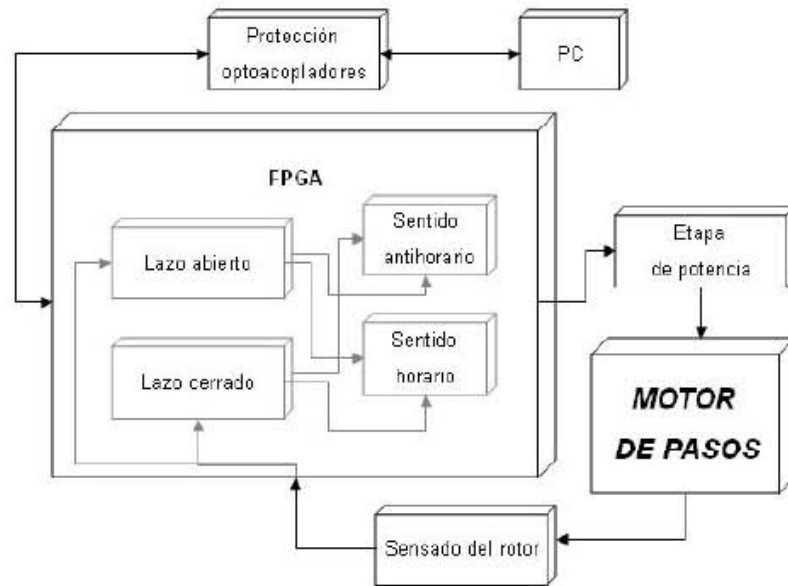 Protección
optoacopladores
PC
FPGA
Lazo abierto
Sentido
antihorario
Lazo cerrado
Sentido
horario
Etapa
de potencia
MOTOR
DE PASOS
Sensado del rotor